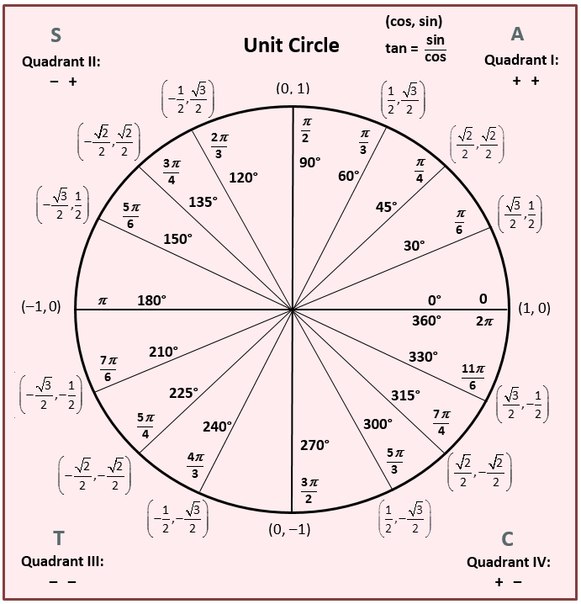 Unit Circle
(cos, sin)
tan = sin/cos
S
Quadrant II:
− +
A
Quadrant I:
+ +
(0, 1)
π/2
90°
(1/2, √3/2)
π/3
60°
(√2/2, √2/2)
π/4
45°
(√3/2, 1/2)
π/6
30°
(1, 0)
0° 0
360° 2π
(−1/2, √3/2)
2π/3
120°
(−√2/2, √2/2)
3π/4
135°
(−√3/2, 1/2)
5π/6
150°
(−1, 0)
π 180°
(−√3/2, −1/2)
7π/6
210°
(−√2/2, −√2/2)
5π/4
225°
(−1/2, −√3/2)
4π/3
240°
(0, −1)
3π/2
270°
(1/2, −√3/2)
5π/3
300°
(√2/2, −√2/2)
7π/4
315°
(√3/2, −1/2)
11π/6
330°
T
Quadrant III:
− −
C
Quadrant IV:
+ −